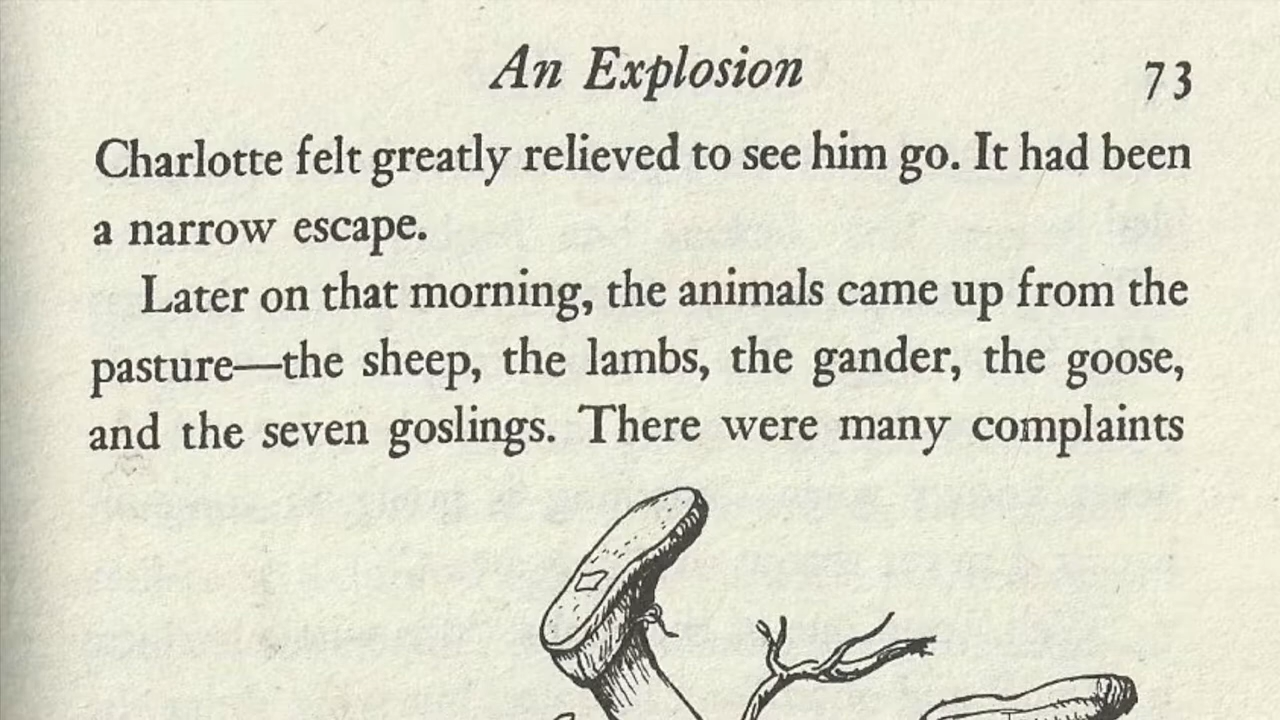 An Explosion 73
Charlotte felt greatly relieved to see him go. It had been
a narrow escape.
Later on that morning, the animals came up from the
pasture—the sheep, the lambs, the gander, the goose,
and the seven goslings. There were many complaints